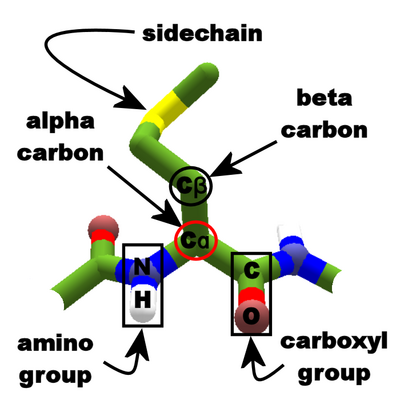 sidechain
beta
carbon
alpha
carbon
Cβ
Cα
N
H
C
O
amino
group
carboxyl
group